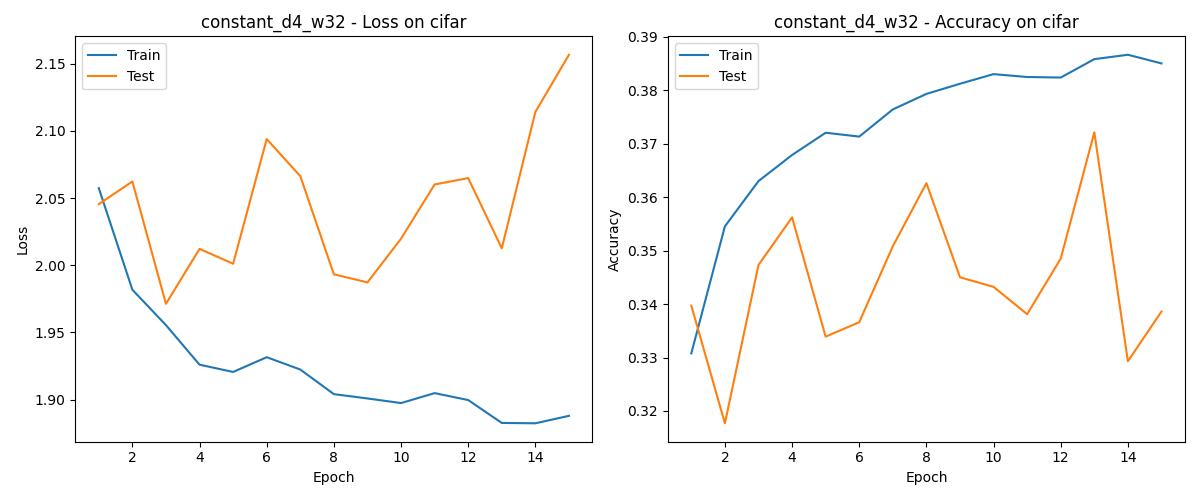 constant_d4_w32 - Loss on cifar
Train
Test
2.15
2.10
2.05
2.00
1.95
1.90
Loss
2 4 6 8 10 12 14
Epoch
constant_d4_w32 - Accuracy on cifar
Train
Test
0.39
0.38
0.37
0.36
0.35
0.34
0.33
0.32
Accuracy
2 4 6 8 10 12 14
Epoch